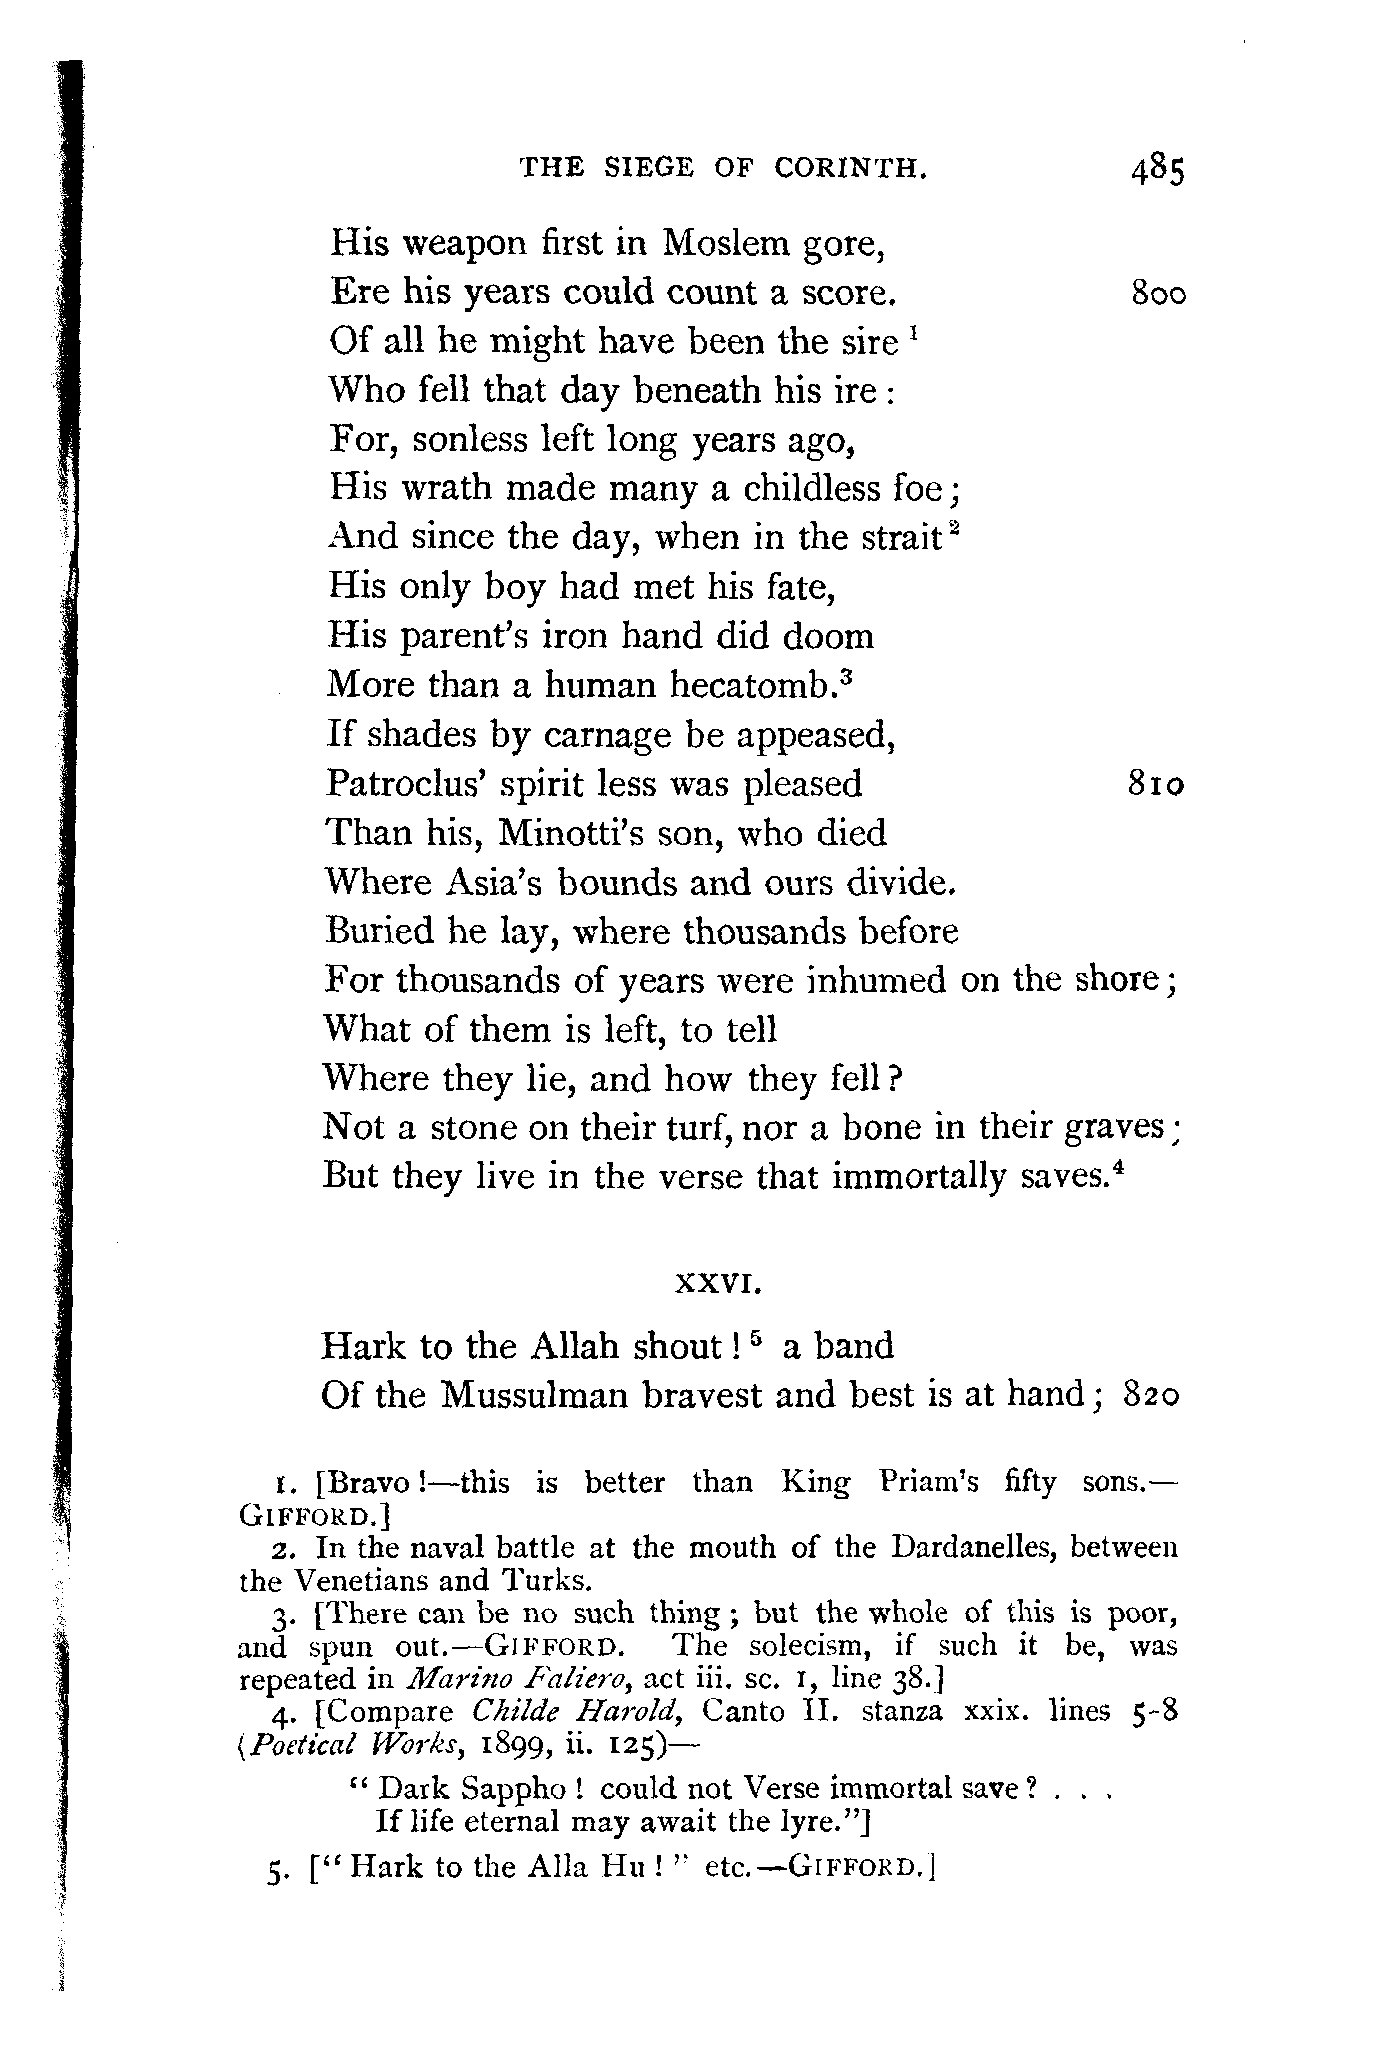 THE SIEGE OF CORINTH. 485
His weapon first in Moslem gore,
Ere his years could count a score. 800
Of all he might have been the sire ¹
Who fell that day beneath his ire :
For, sonless left long years ago,
His wrath made many a childless foe ;
And since the day, when in the strait ²
His only boy had met his fate,
His parent's iron hand did doom
More than a human hecatomb.³
If shades by carnage be appeased,
Patroclus' spirit less was pleased 810
Than his, Minotti's son, who died
Where Asia's bounds and ours divide.
Buried he lay, where thousands before
For thousands of years were inhumed on the shore ;
What of them is left, to tell
Where they lie, and how they fell ?
Not a stone on their turf, nor a bone in their graves ;
But they live in the verse that immortally saves.⁴
XXVI.
Hark to the Allah shout ! ⁵ a band
Of the Mussulman bravest and best is at hand ; 820
1. [Bravo !—this is better than King Priam's fifty sons.—
GIFFORD.]
2. In the naval battle at the mouth of the Dardanelles, between
the Venetians and Turks.
3. [There can be no such thing ; but the whole of this is poor,
and spun out.—GIFFORD. The solecism, if such it be, was
repeated in Marino Faliero, act iii. sc. 1, line 38.]
4. [Compare Childe Harold, Canto II. stanza xxix. lines 5-8
(Poetical Works, 1899, ii. 125)—
" Dark Sappho ! could not Verse immortal save ? . . .
If life eternal may await the lyre."]
5. [" Hark to the Alla Hu ! " etc.—GIFFORD.]